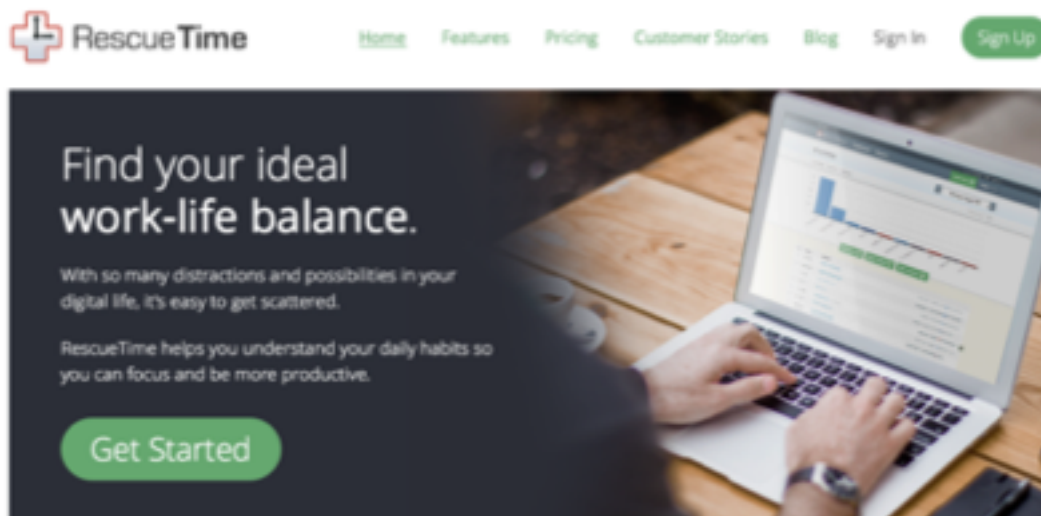 RescueTime
Home Features Pricing Customer Stories Blog Sign In Sign Up
Find your ideal
work-life balance.
With so many distractions and possibilities in your
digital life, it's easy to get scattered.
RescueTime helps you understand your daily habits so
you can focus and be more productive.
Get Started